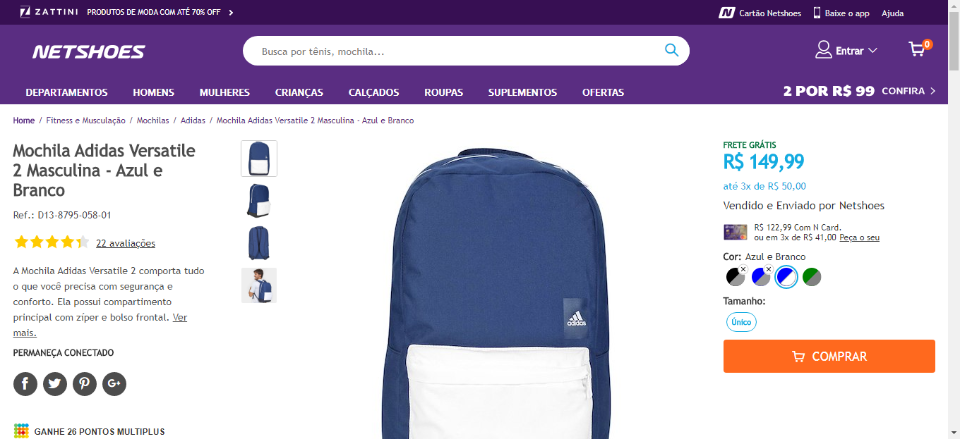 ZATTINI PRODUTOS DE MODA COM ATÉ 70% OFF
Cartão Netshoes Baixe o app Ajuda
NETSHOES
Busca por tênis, mochila...
Entrar
0
DEPARTAMENTOS HOMENS MULHERES CRIANÇAS CALÇADOS ROUPAS SUPLEMENTOS OFERTAS
2 POR R$ 99 CONFIRA
Home / Fitness e Musculação / Mochilas / Adidas / Mochila Adidas Versatile 2 Masculina - Azul e Branco
Mochila Adidas Versatile
2 Masculina - Azul e
Branco
Ref.: D13-8795-058-01
22 avaliações
A Mochila Adidas Versatile 2 comporta tudo
o que você precisa com segurança e
conforto. Ela possui compartimento
principal com zíper e bolso frontal. Ver
mais.
PERMANEÇA CONECTADO
GANHE 26 PONTOS MULTIPLUS
adidas
FRETE GRÁTIS
R$ 149,99
até 3x de R$ 50,00
Vendido e Enviado por Netshoes
R$ 122,99 Com N Card.
ou em 3x de R$ 41,00 Peça o seu
Cor: Azul e Branco
Tamanho:
Único
COMPRAR